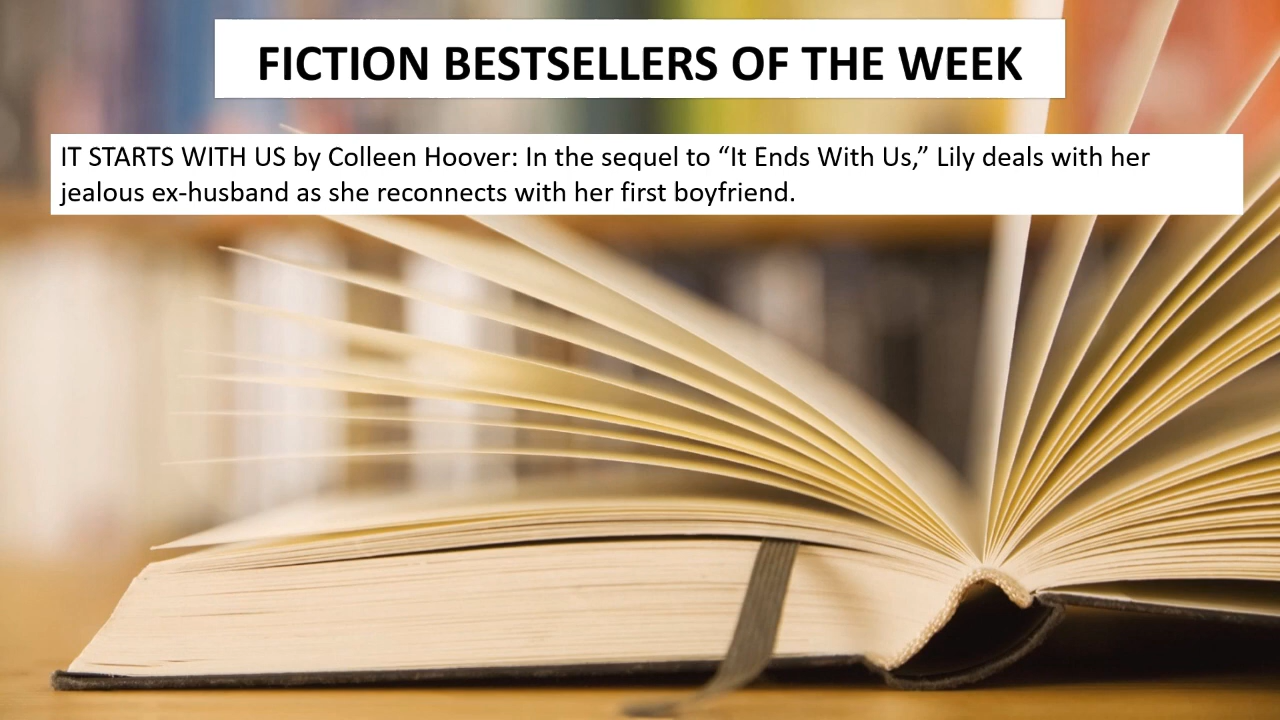 FICTION BESTSELLERS OF THE WEEK
IT STARTS WITH US by Colleen Hoover: In the sequel to “It Ends With Us,” Lily deals with her
jealous ex-husband as she reconnects with her first boyfriend.